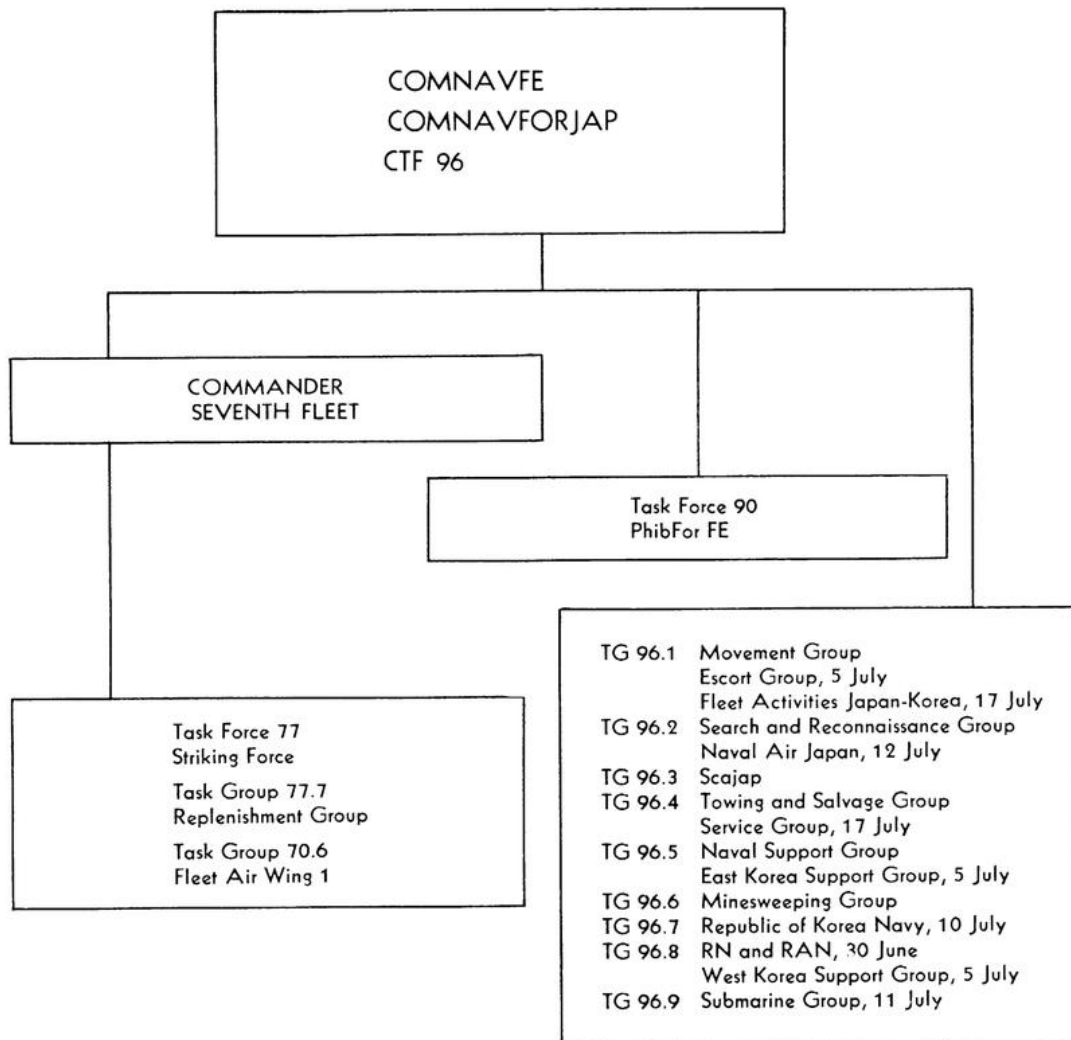 COMNAVFE
COMNAVFORJAP
CTF 96
COMMANDER
SEVENTH FLEET
Task Force 90
PhibFor FE
Task Force 77
Striking Force
Task Group 77.7
Replenishment Group
Task Group 70.6
Fleet Air Wing 1
TG 96.1 Movement Group
Escort Group, 5 July
Fleet Activities Japan-Korea, 17 July
TG 96.2 Search and Reconnaissance Group
Naval Air Japan, 12 July
TG 96.3 Scajap
TG 96.4 Towing and Salvage Group
Service Group, 17 July
TG 96.5 Naval Support Group
East Korea Support Group, 5 July
TG 96.6 Minesweeping Group
TG 96.7 Republic of Korea Navy, 10 July
TG 96.8 RN and RAN, 30 June
West Korea Support Group, 5 July
TG 96.9 Submarine Group, 11 July